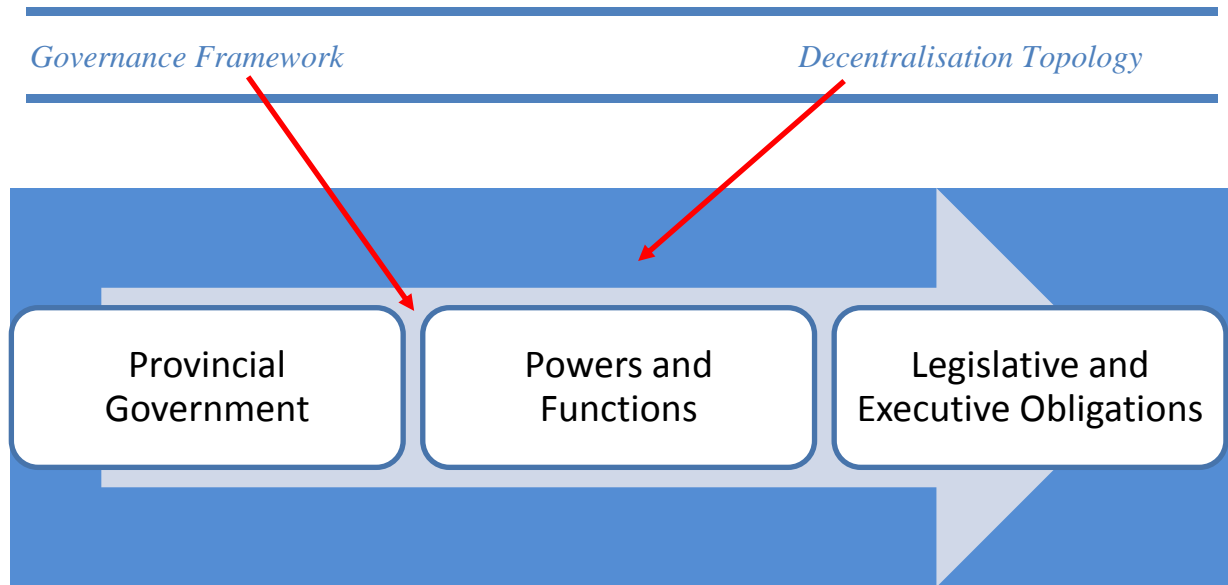 Governance Framework
Decentralisation Topology
Provincial
Government
Powers and
Functions
Legislative and
Executive Obligations